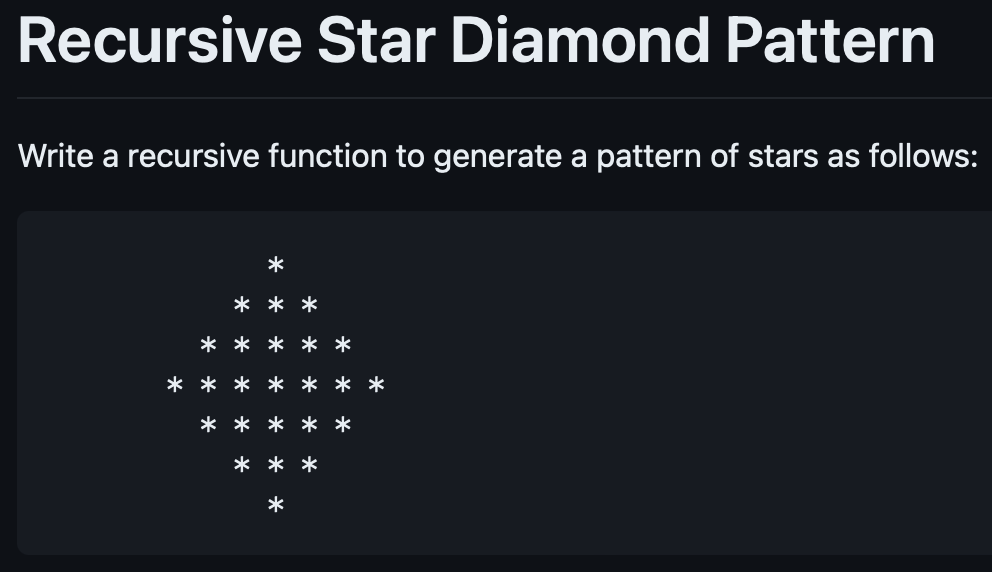 Recursive Star Diamond Pattern
Write a recursive function to generate a pattern of stars as follows:
      *
    * * *
  * * * * *
* * * * * * *
  * * * * *
    * * *
      *